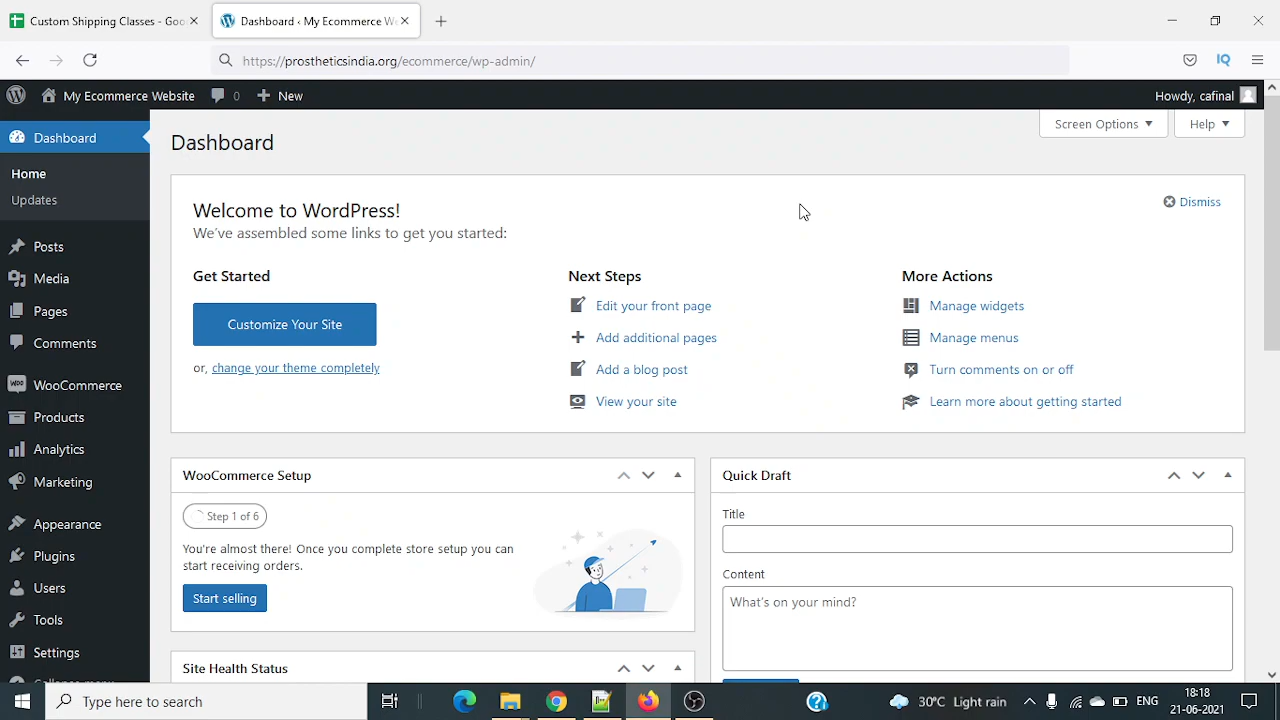 Custom Shipping Classes - Goo
Dashboard ‹ My Ecommerce We
https://prostheticsindia.org/ecommerce/wp-admin/
IQ
My Ecommerce Website
0
New
Howdy, cafinal
Dashboard
Home
Updates
Posts
Media
Pages
Comments
WooCommerce
Products
Analytics
Marketing
Appearance
Plugins
Users
Tools
Settings
Dashboard
Screen Options
Help
Welcome to WordPress!
We've assembled some links to get you started:
Dismiss
Get Started
Customize Your Site
or, change your theme completely
Next Steps
Edit your front page
Add additional pages
Add a blog post
View your site
More Actions
Manage widgets
Manage menus
Turn comments on or off
Learn more about getting started
WooCommerce Setup
Step 1 of 6
You're almost there! Once you complete store setup you can
start receiving orders.
Start selling
Site Health Status
Quick Draft
Title
Content
What's on your mind?
Type here to search
30°C Light rain
ENG
18:18
21-06-2021